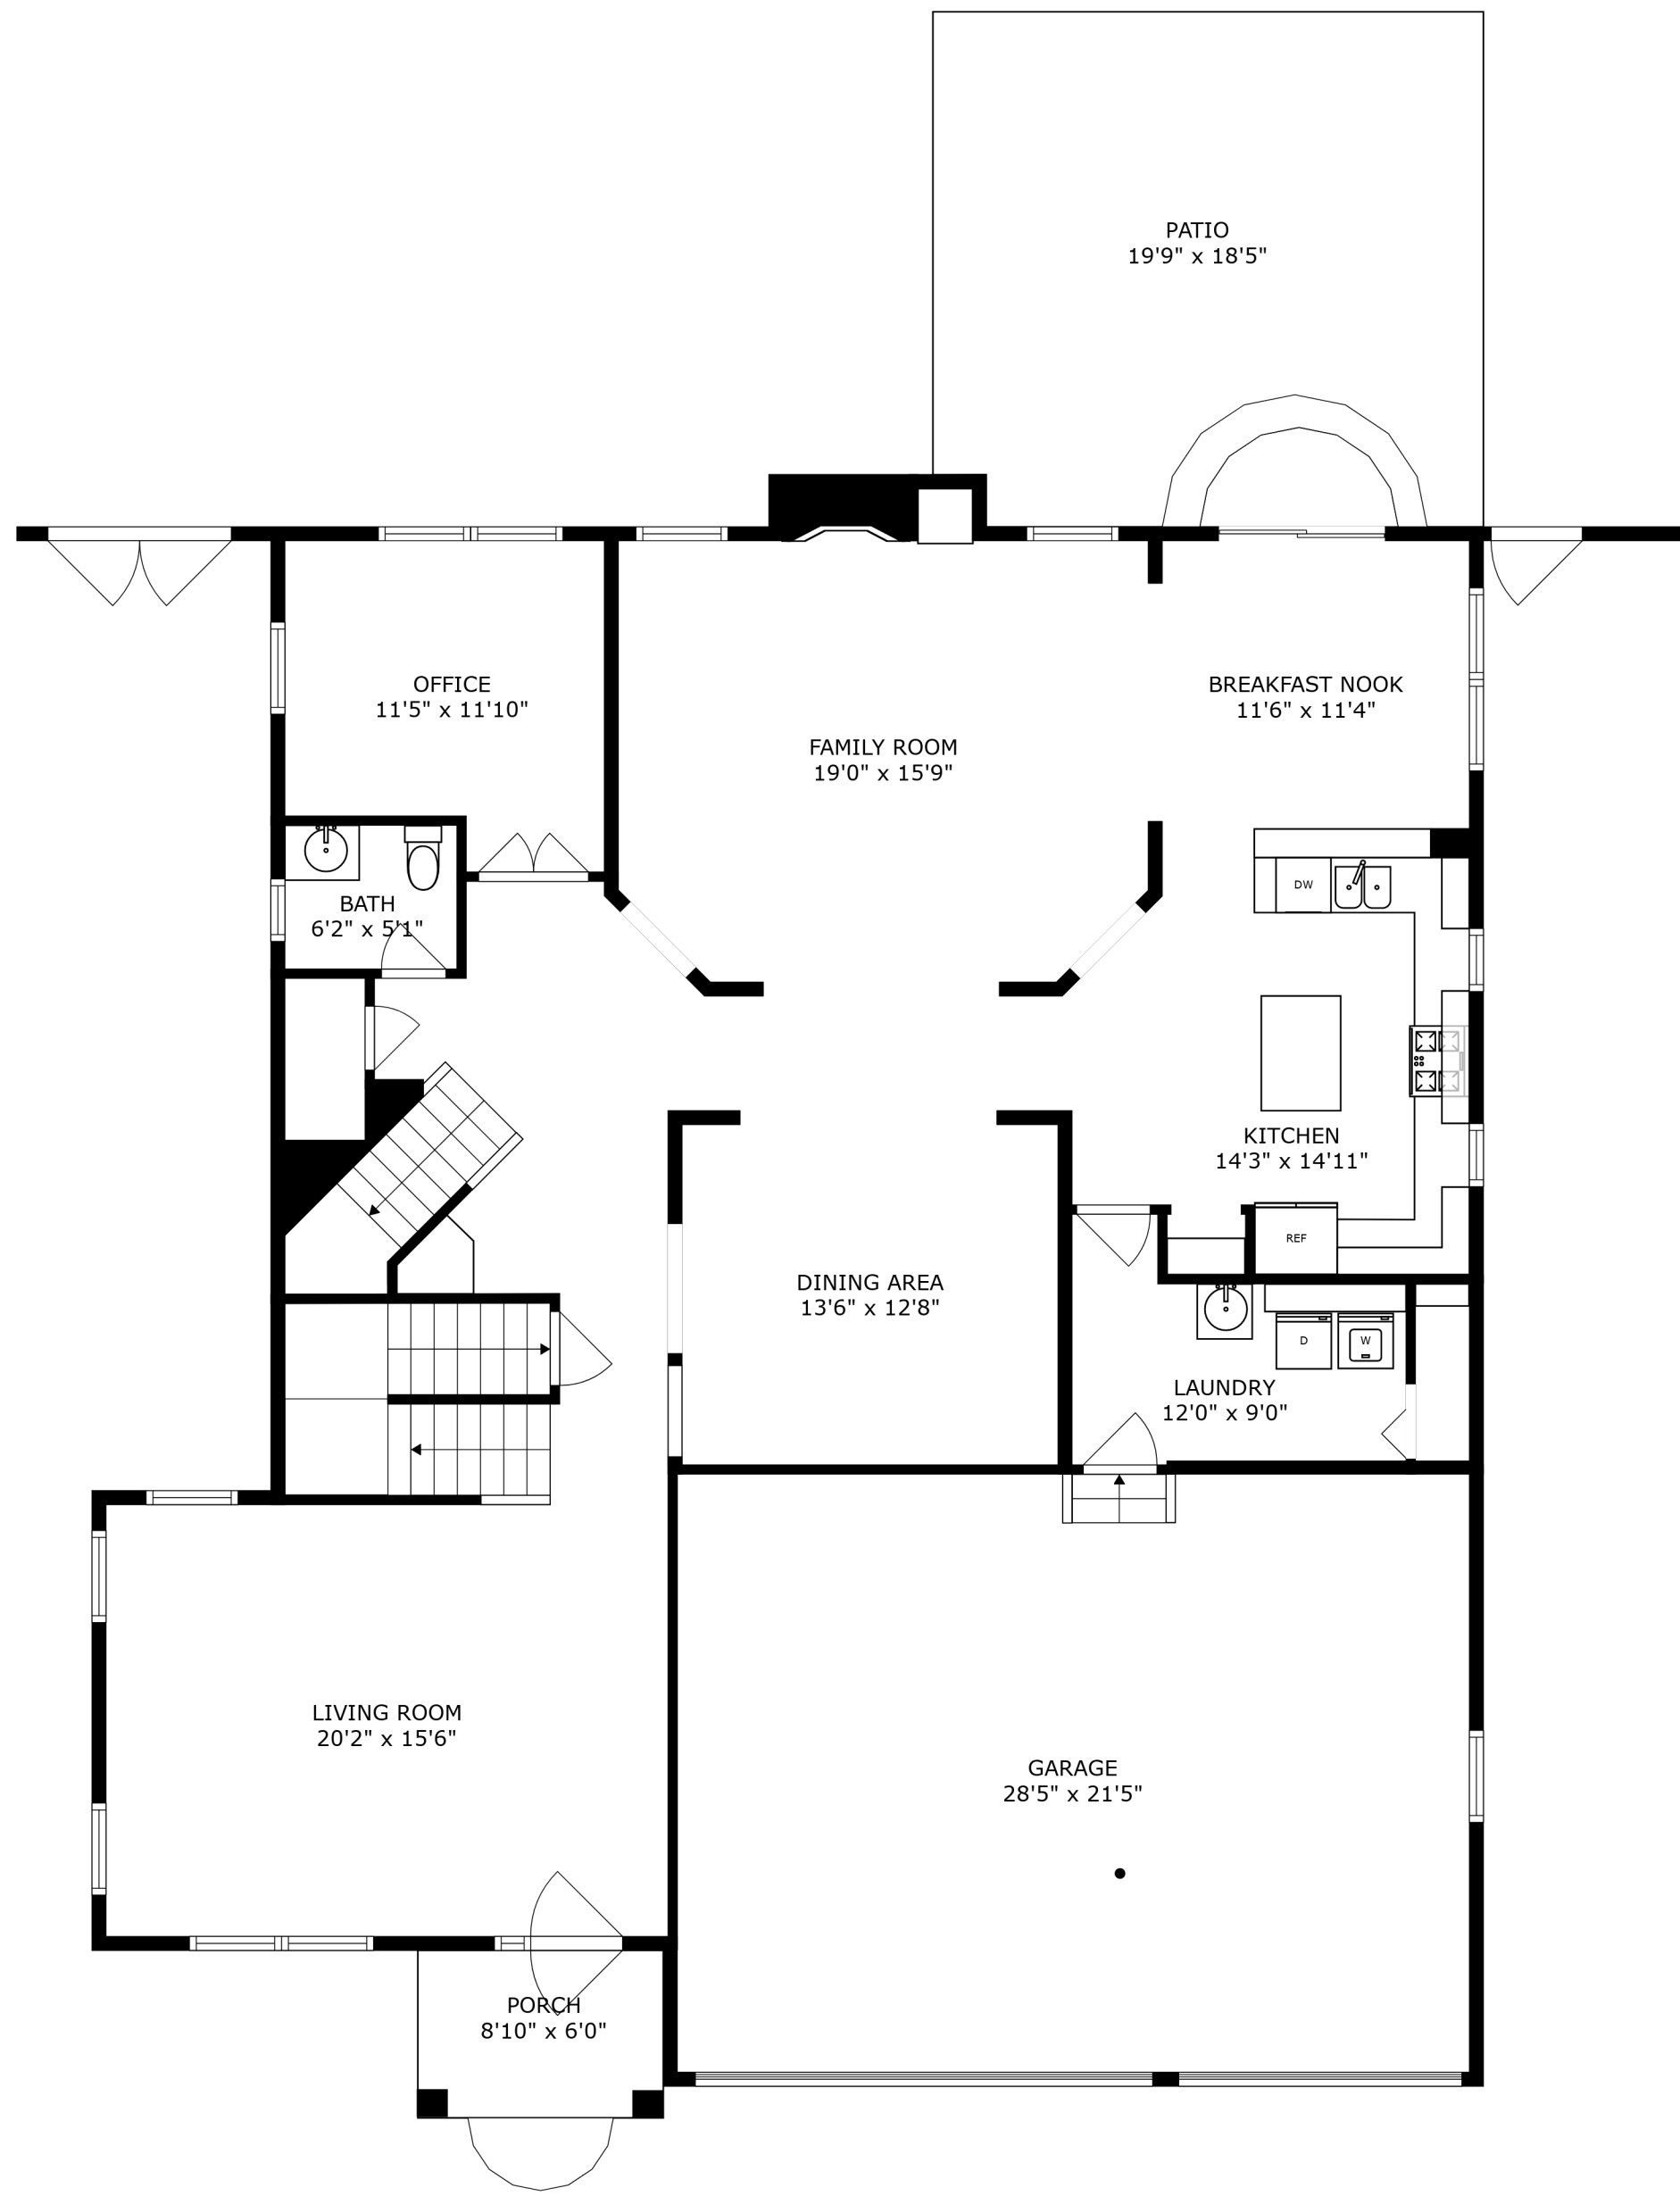 PATIO
19'9" x 18'5"
OFFICE
11'5" x 11'10"
BREAKFAST NOOK
11'6" x 11'4"
FAMILY ROOM
19'0" x 15'9"
DW
BATH
6'2" x 5'1"
KITCHEN
14'3" x 14'11"
REF
DINING AREA
13'6" x 12'8"
D
W
LAUNDRY
12'0" x 9'0"
LIVING ROOM
20'2" x 15'6"
GARAGE
28'5" x 21'5"
PORCH
8'10" x 6'0"